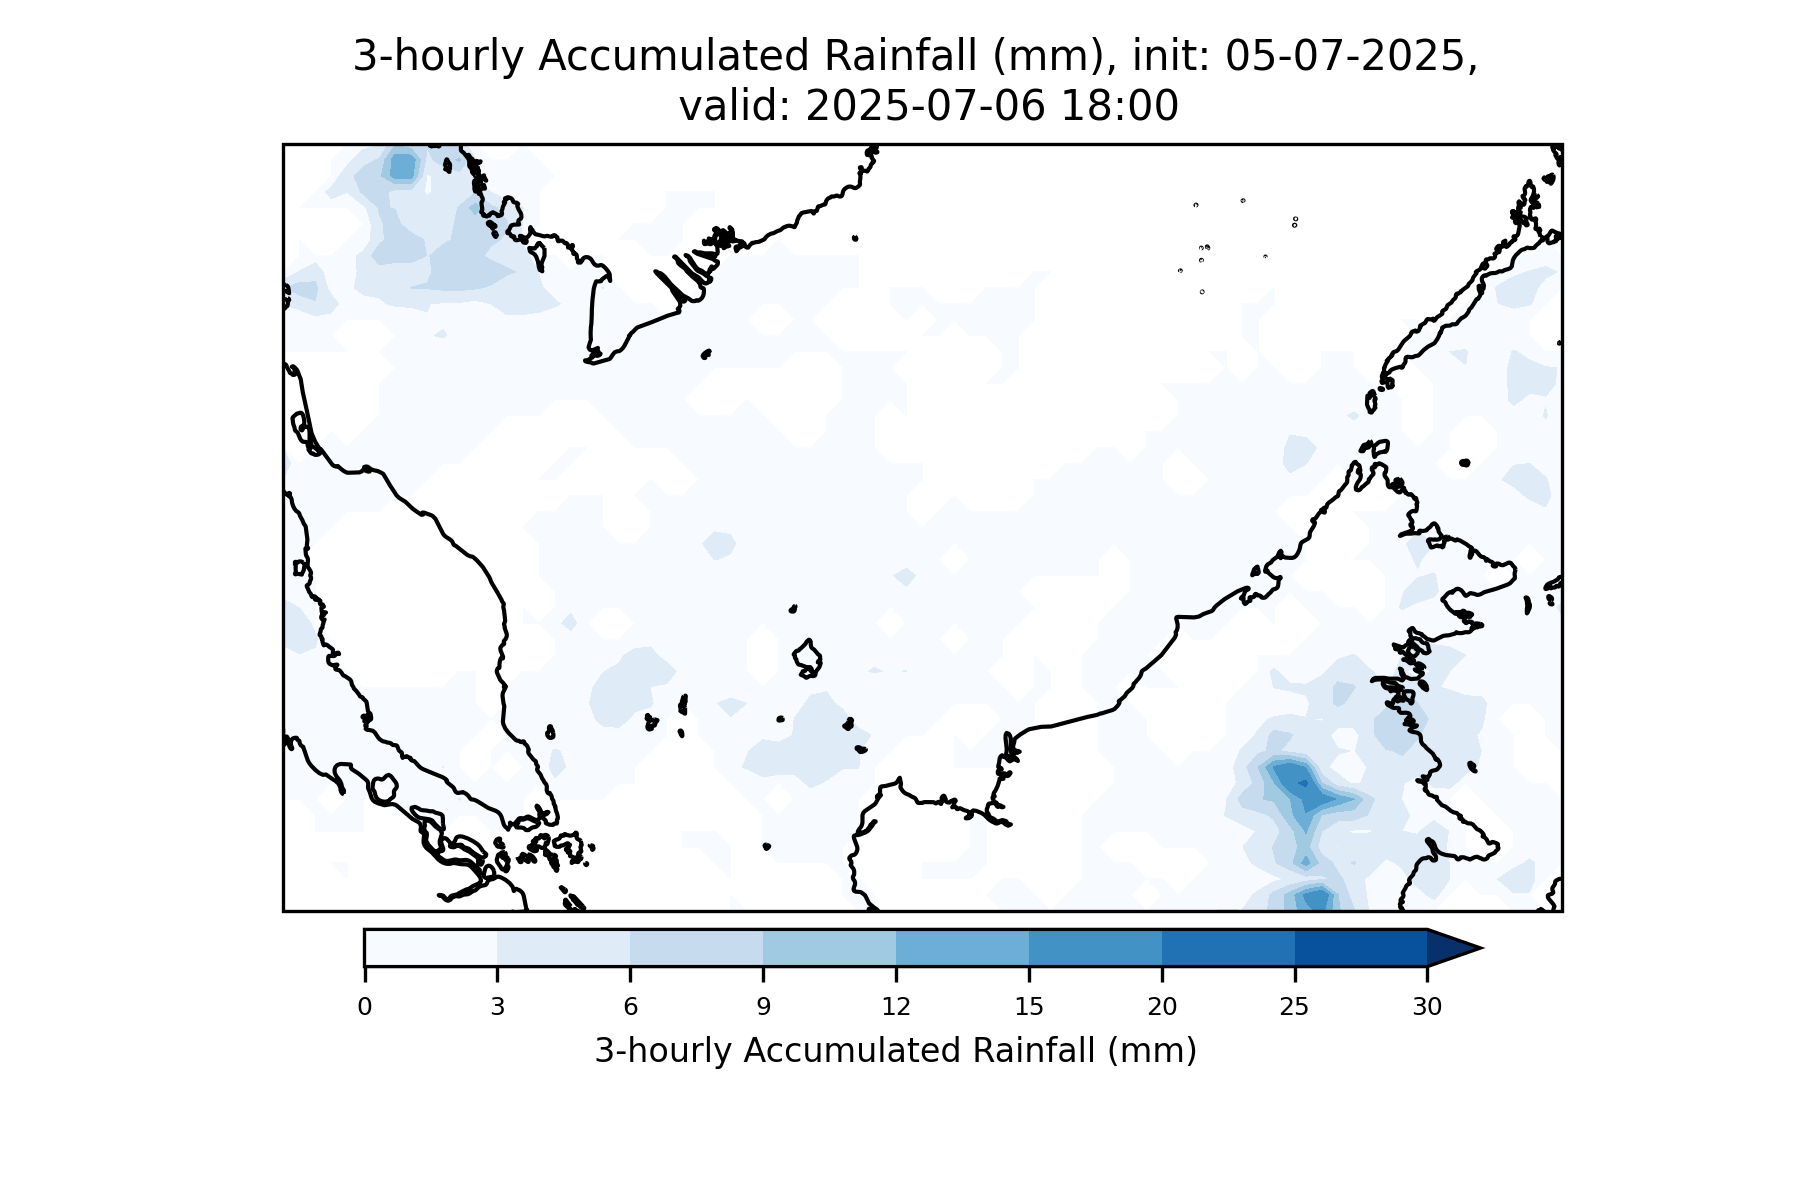 3-hourly Accumulated Rainfall (mm), init: 05-07-2025,
valid: 2025-07-06 18:00
0 3 6 9 12 15 20 25 30
3-hourly Accumulated Rainfall (mm)